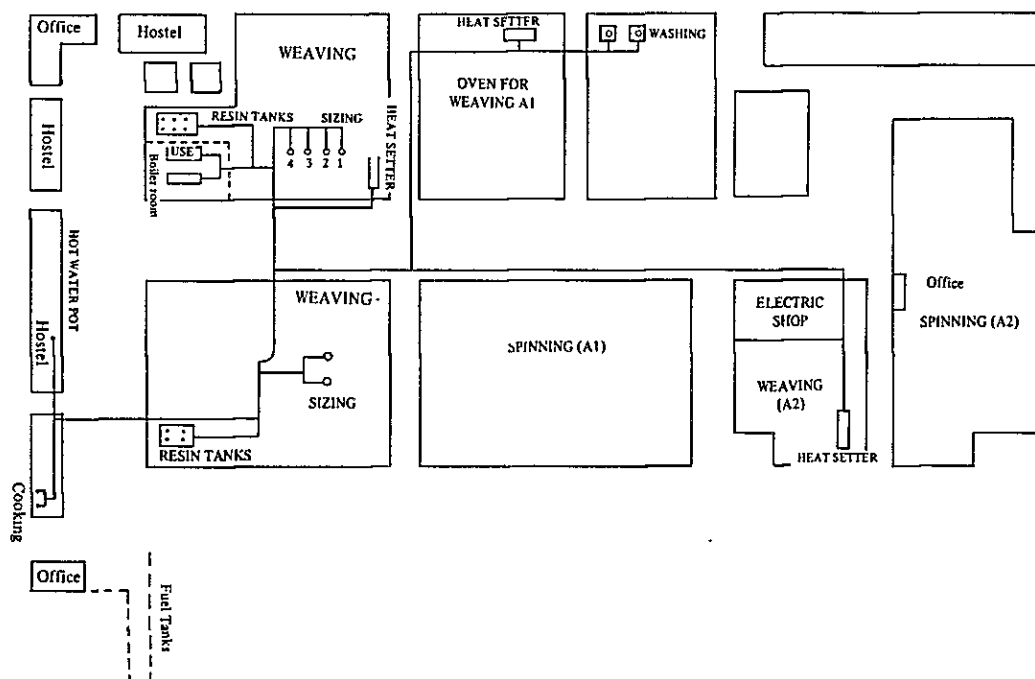 Office
Hostel
WEAVING
HEAT SETTER
WASHING
OVEN FOR
WEAVING A1
RESIN TANKS
SIZING
HEAT SETTER
USE
Boiler room
4 3 2 1
Hostel
HOT WATER POT
Hostel
WEAVING
SIZING
RESIN TANKS
SPINNING (A1)
ELECTRIC
SHOP
WEAVING
(A2)
HEAT SETTER
Office
SPINNING (A2)
Cooking
Office
Fuel Tanks